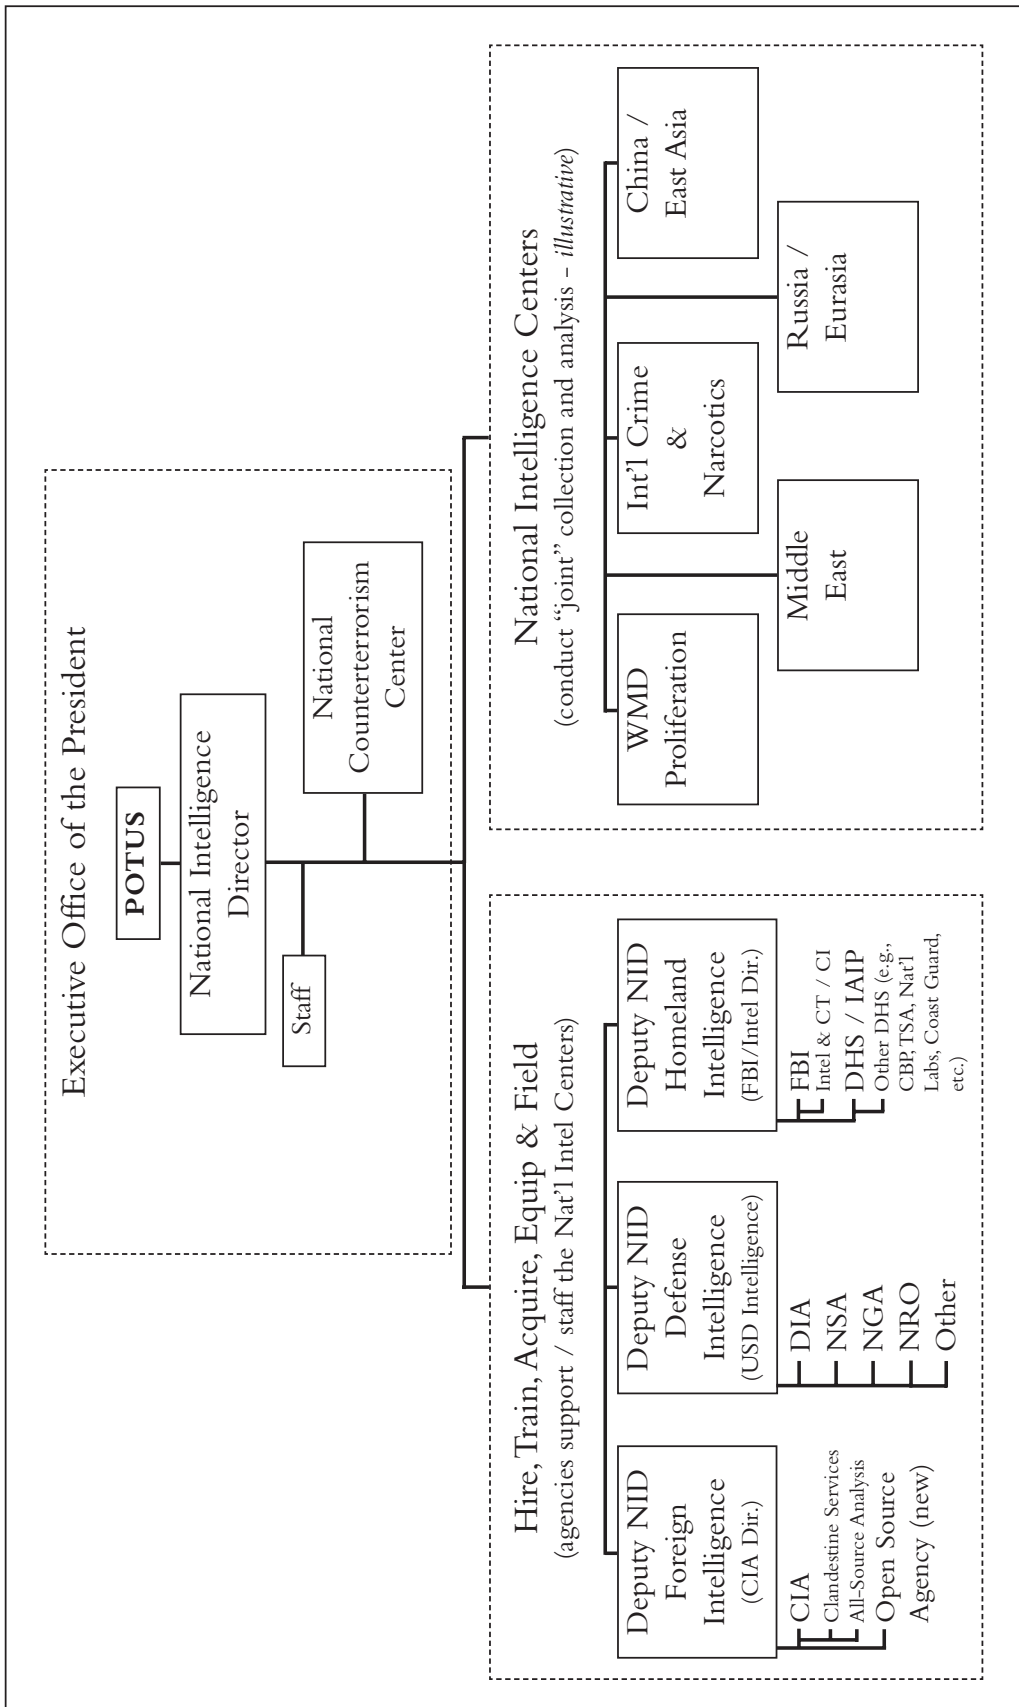 Executive Office of the President
POTUS
National Intelligence
Director
Staff
National
Counterterrorism
Center
Hire, Train, Acquire, Equip & Field
(agencies support / staff the Nat'l Intel Centers)
Deputy NID
Foreign
Intelligence
(CIA Dir.)
CIA
Clandestine Services
All-Source Analysis
Open Source
Agency (new)
Deputy NID
Defense
Intelligence
(USD Intelligence)
DIA
NSA
NGA
NRO
Other
Deputy NID
Homeland
Intelligence
(FBI/Intel Dir.)
FBI
Intel & CT / CI
DHS / IAIP
Other DHS (e.g.,
CBP, TSA, Nat'l
Labs, Coast Guard,
etc.)
National Intelligence Centers
(conduct “joint” collection and analysis – illustrative)
WMD
Proliferation
Int'l Crime
&
Narcotics
China /
East Asia
Middle
East
Russia /
Eurasia